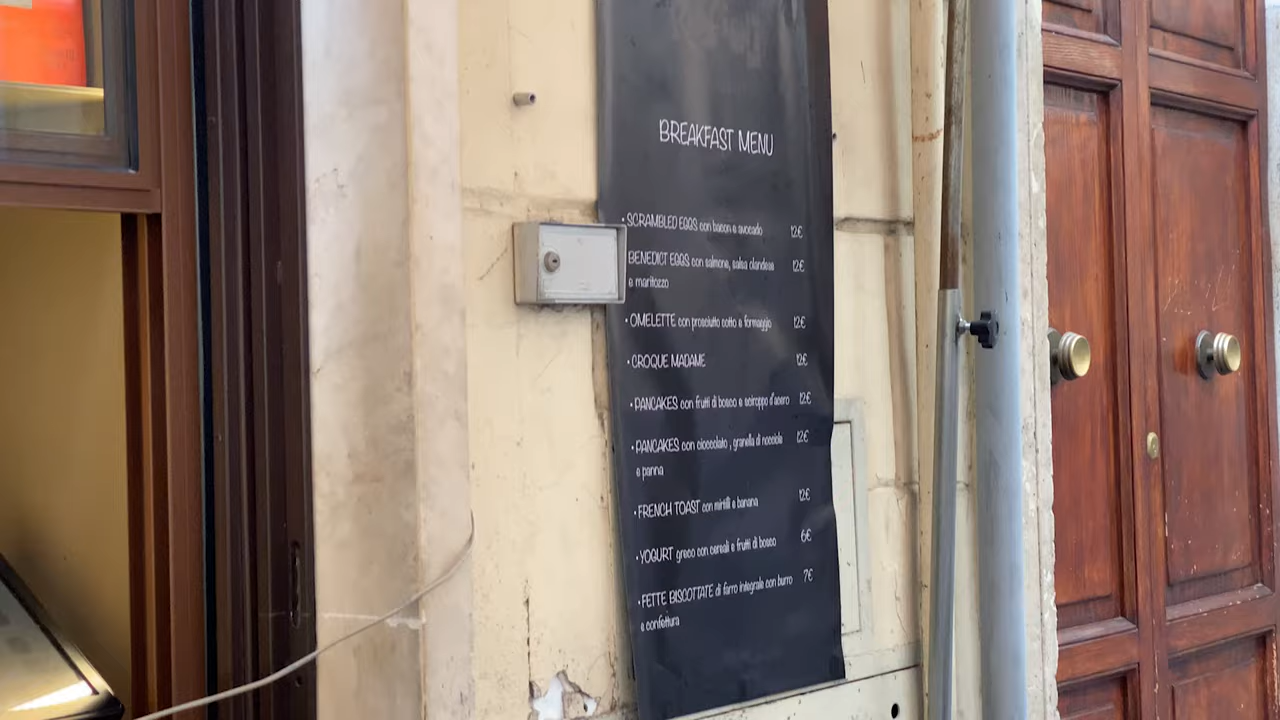 BREAKFAST MENU
• SCRAMBLED EGGS con bacon e avocado 12€
BENEDICT EGGS con salmone, salsa olandese 12€
e maritozzo
• OMELETTE con prosciutto cotto e formaggio 12€
• CROQUE MADAME 12€
• PANCAKES con frutti di bosco e sciroppo d'acero 12€
• PANCAKES con cioccolato, granella di nocciole 12€
e panna
• FRENCH TOAST con mirtilli e banana 12€
• YOGURT greco con cereali e frutti di bosco 6€
• FETTE BISCOTTATE di farro integrale con burro 7€
e confettura